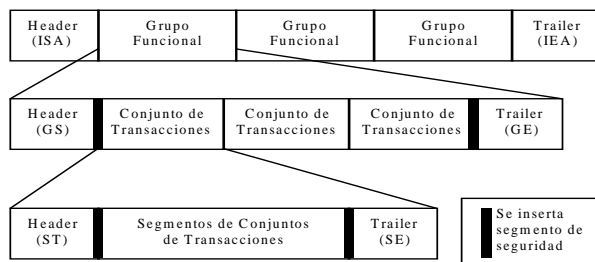 Header
(ISA)
Grupo
Funcional
Grupo
Funcional
Grupo
Funcional
Trailer
(IEA)
Header
(GS)
Conjunto de
Transacciones
Conjunto de
Transacciones
Conjunto de
Transacciones
Trailer
(GE)
Header
(ST)
Segmentos de Conjuntos
de Transacciones
Trailer
(SE)
Se inserta
segmento de
seguridad